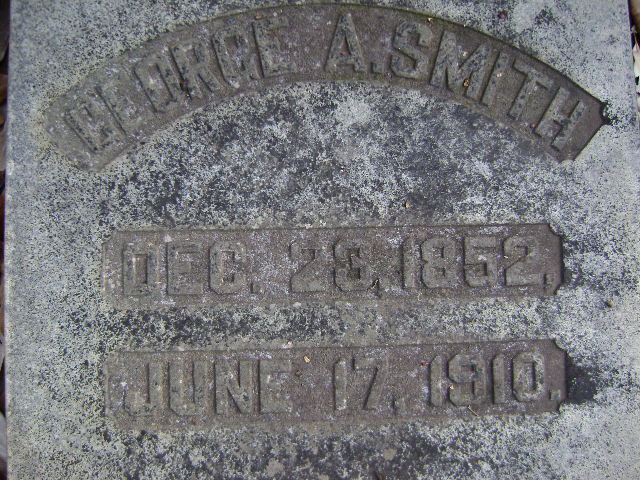 GEORGE A. SMITH
DEC. 23. 1852.
JUNE 17. 1910.